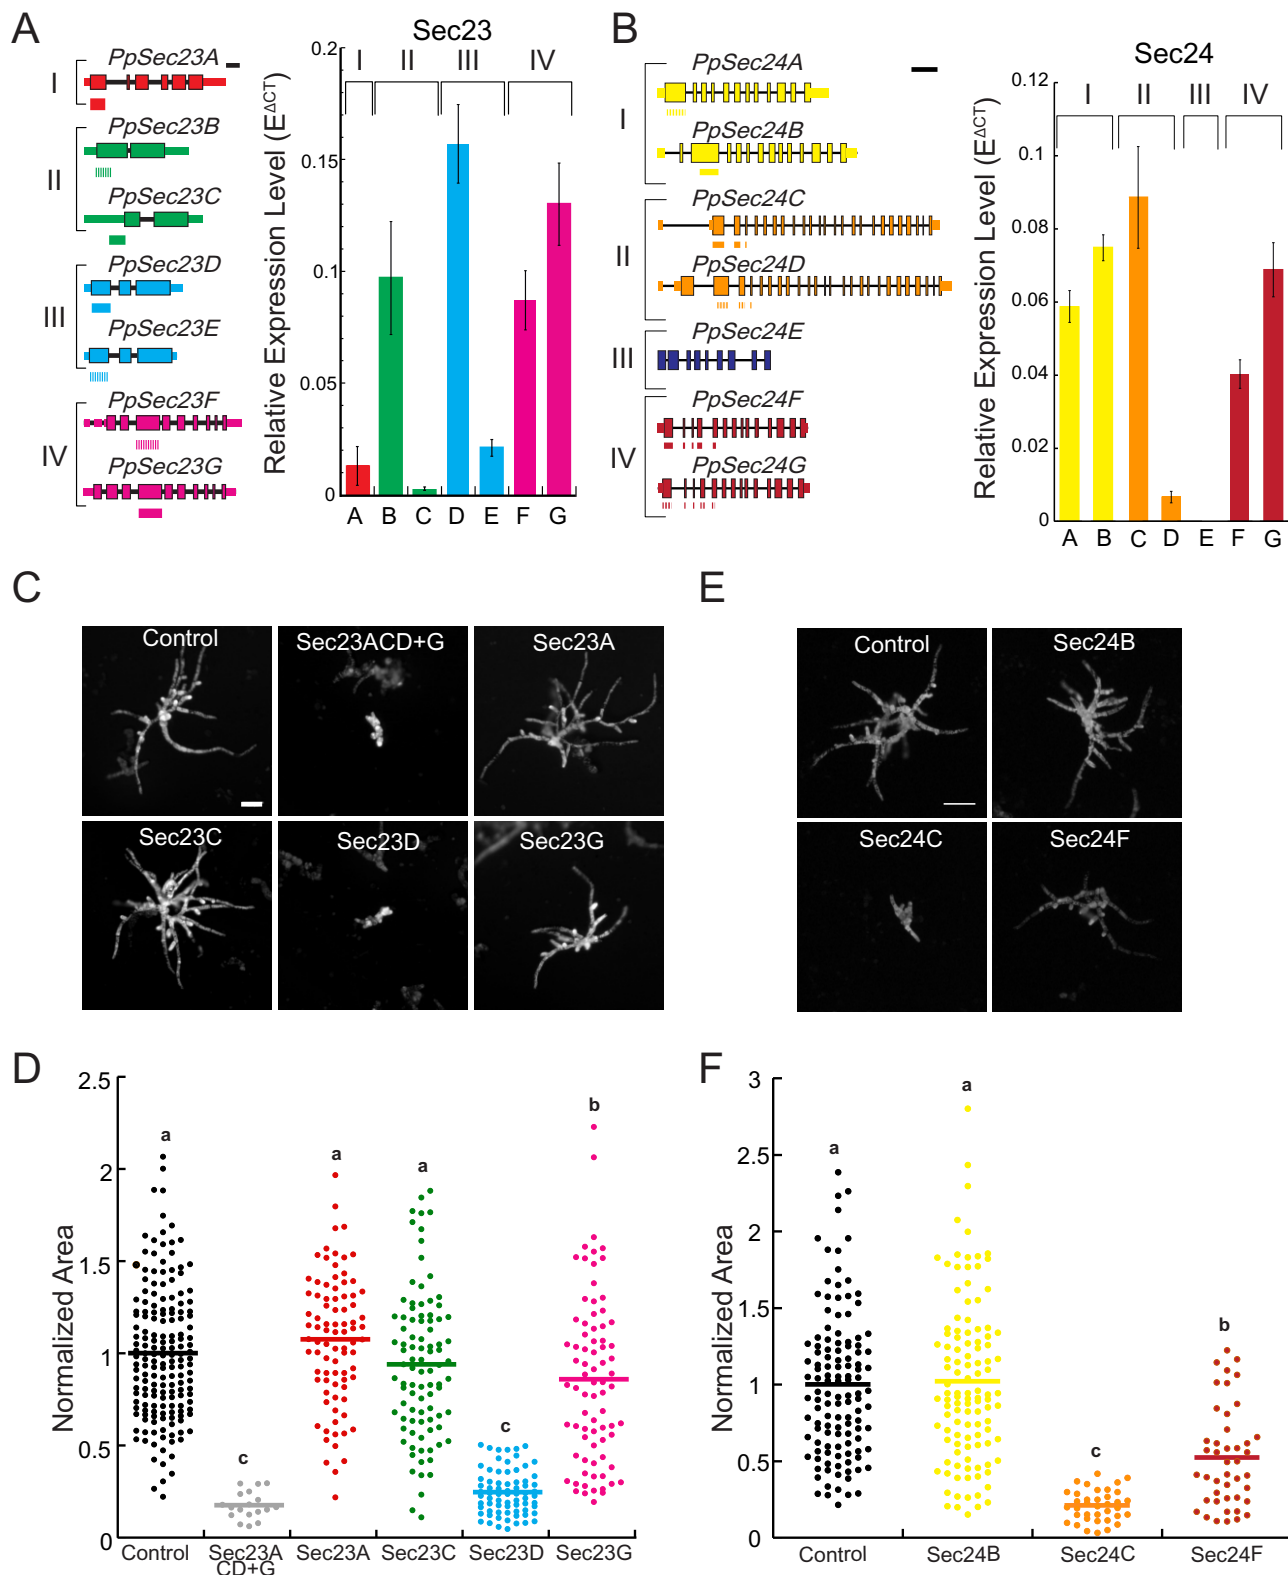 A
Sec23
I
PpSec23A
II
PpSec23B
PpSec23C
III
PpSec23D
PpSec23E
IV
PpSec23F
PpSec23G
Relative Expression Level (E^ΔCT)
0.2
0.15
0.1
0.05
0
I II III IV
A B C D E F G
B
Sec24
I
PpSec24A
PpSec24B
II
PpSec24C
PpSec24D
III
PpSec24E
IV
PpSec24F
PpSec24G
Relative Expression Level (E^ΔCT)
0.12
0.1
0.08
0.06
0.04
0.02
0
I II III IV
A B C D E F G
C
Control Sec23ACD+G Sec23A
Sec23C Sec23D Sec23G
E
Control Sec24B
Sec24C Sec24F
D
Normalized Area
2.5
2
1.5
1
0.5
0
a c a a c b
Control Sec23A CD+G Sec23A Sec23C Sec23D Sec23G
F
Normalized Area
3
2.5
2
1.5
1
0.5
0
a a c b
Control Sec24B Sec24C Sec24F